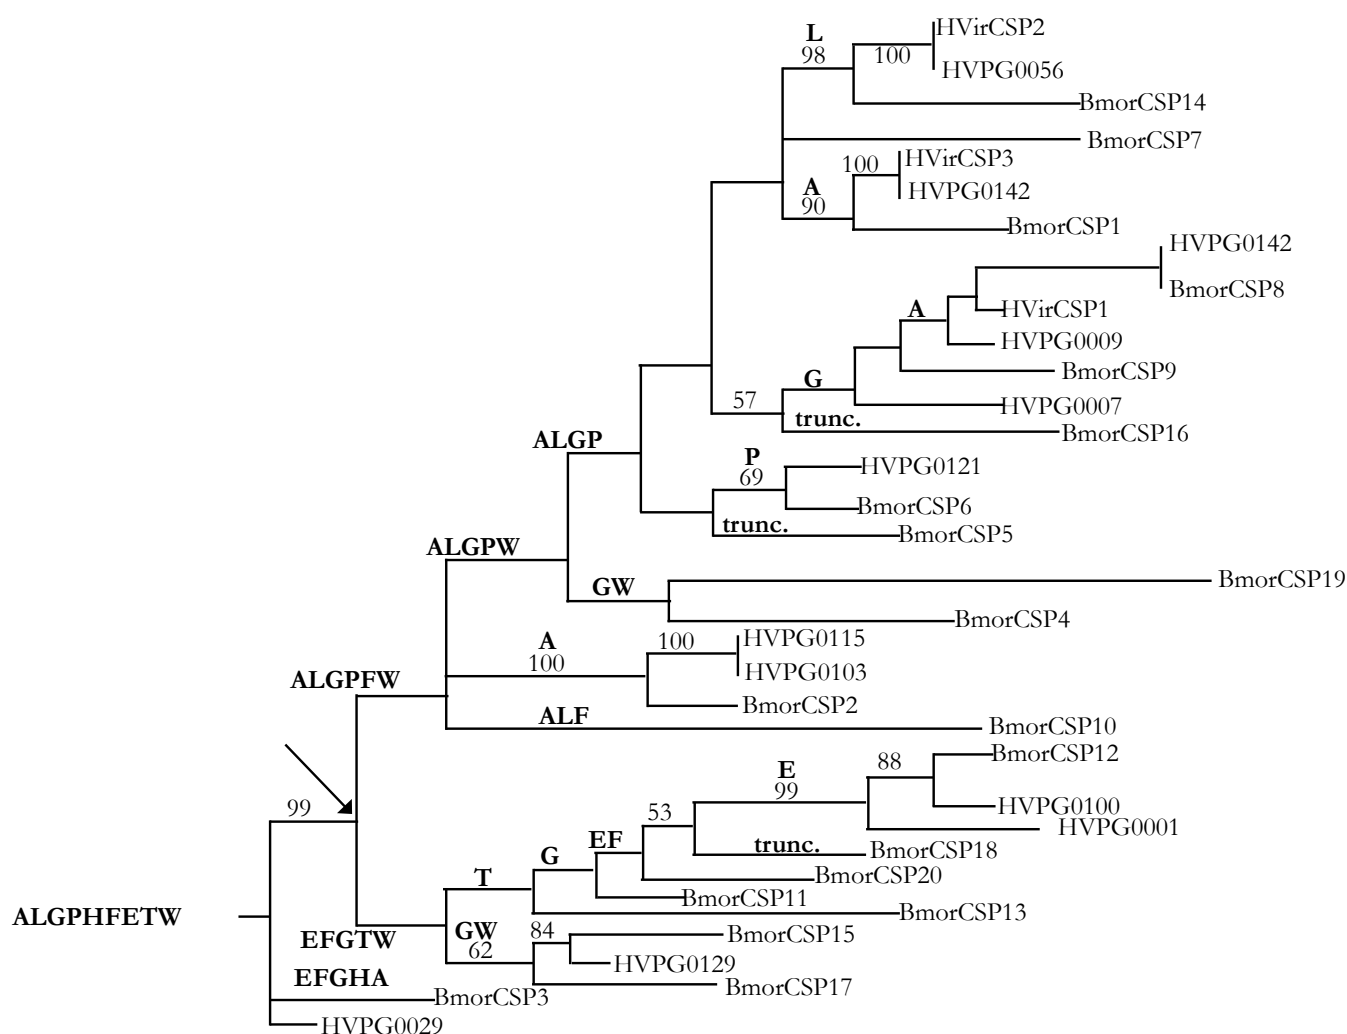 L
HVirCSP2
98
100
HVPG0056
BmorCSP14
BmorCSP7
100
HVirCSP3
A
HVPG0142
90
BmorCSP1
HVPG0142
BmorCSP8
A
HVirCSP1
HVPG0009
BmorCSP9
G
57
HVPG0007
trunc.
BmorCSP16
ALGP
P
HVPG0121
69
BmorCSP6
trunc.
BmorCSP5
ALGPW
GW
BmorCSP19
BmorCSP4
A
100
HVPG0115
100
HVPG0103
ALGPFW
BmorCSP2
ALF
BmorCSP10
BmorCSP12
E
88
99
HVPG0100
99
53
HVPG0001
EF
trunc.
BmorCSP18
G
T
BmorCSP20
BmorCSP11
ALGPHFETW
BmorCSP13
EFGTW
GW
84
BmorCSP15
62
HVPG0129
EFGHA
BmorCSP17
BmorCSP3
HVPG0029